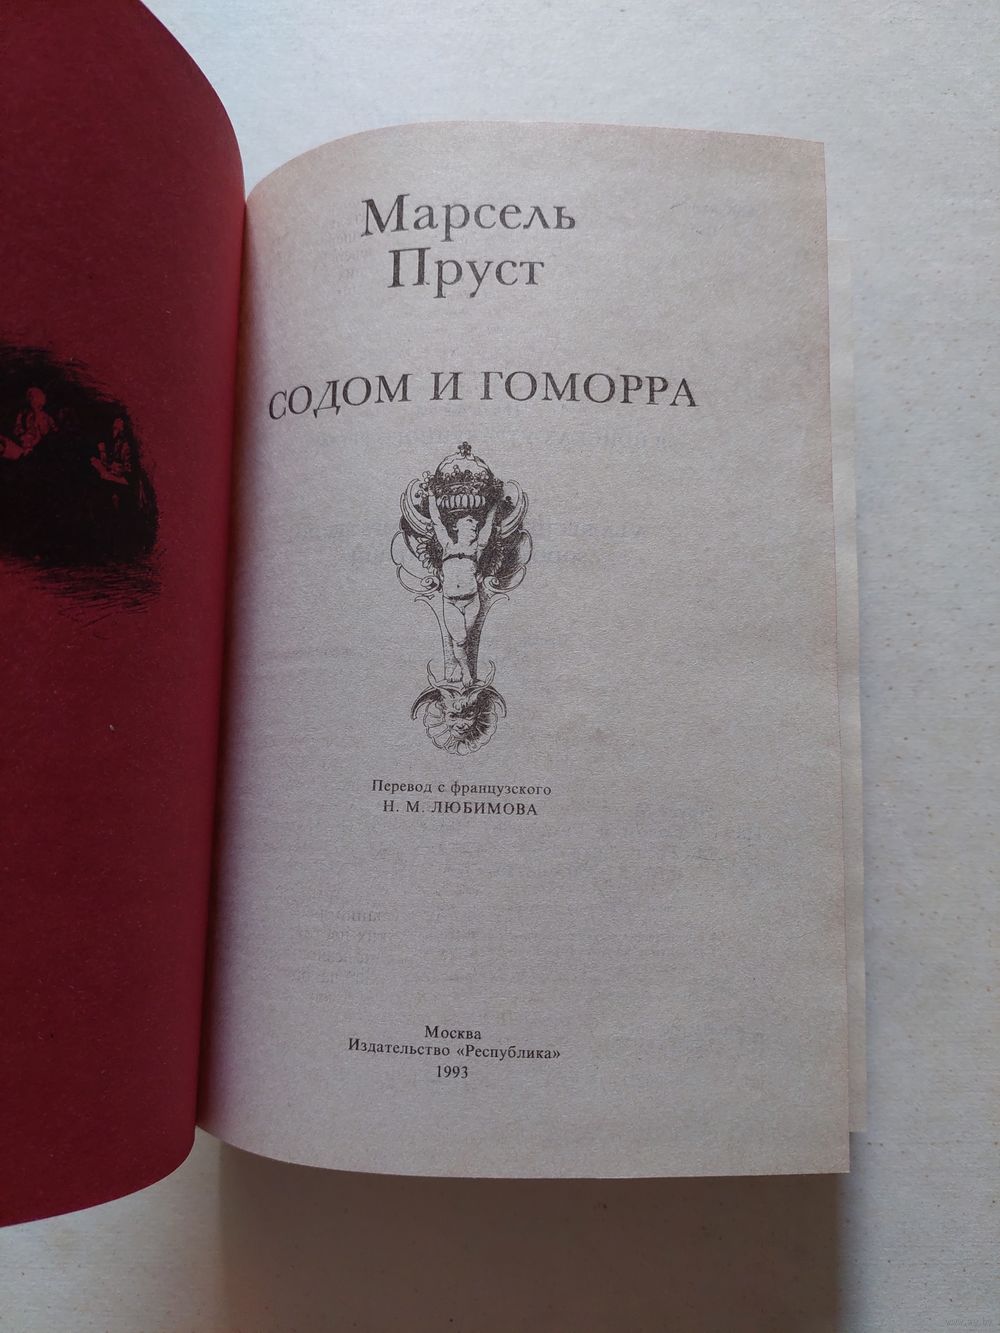 Марсель
Пруст
СОДОМ И ГОМОРРА
Перевод с французского
Н. М. ЛЮБИМОВА
Москва
Издательство «Республика»
1993